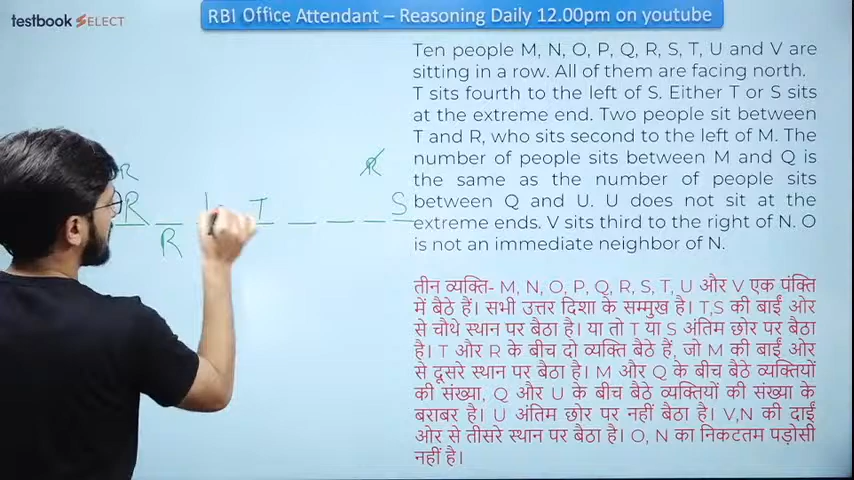 testbook SELECT
RBI Office Attendant – Reasoning Daily 12.00pm on youtube
Ten people M, N, O, P, Q, R, S, T, U and V are
sitting in a row. All of them are facing north.
T sits fourth to the left of S. Either T or S sits
at the extreme end. Two people sit between
T and R, who sits second to the left of M. The
number of people sits between M and Q is
the same as the number of people sits
between Q and U. U does not sit at the
extreme ends. V sits third to the right of N. O
is not an immediate neighbor of N.
तीन व्यक्ति- M, N, O, P, Q, R, S, T, U और V एक पंक्ति
में बैठे हैं। सभी उत्तर दिशा के सम्मुख है। T,S की बाईं ओर
से चौथे स्थान पर बैठा है। या तो T या S अंतिम छोर पर बैठा
है। T और R के बीच दो व्यक्ति बैठे हैं, जो M की बाईं ओर
से दूसरे स्थान पर बैठा है। M और Q के बीच बैठे व्यक्तियों
की संख्या, Q और U के बीच बैठे व्यक्तियों की संख्या के
बराबर है। U अंतिम छोर पर नहीं बैठा है। V,N की दाईं
ओर से तीसरे स्थान पर बैठा है। O, N का निकटतम पड़ोसी
नहीं है।
R
R
R T S
R